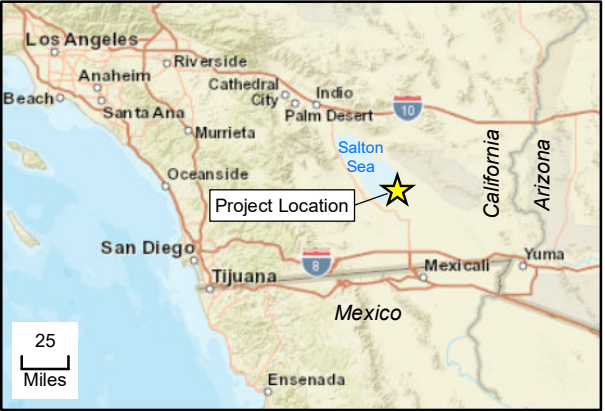 Los Angeles
Riverside
Anaheim
Cathedral
City
Indio
Beach
Santa Ana
Palm Desert
10
Murrieta
Salton
Sea
California
Arizona
Oceanside
Project Location
San Diego
8
Yuma
Mexicali
Tijuana
Mexico
25
Miles
Ensenada